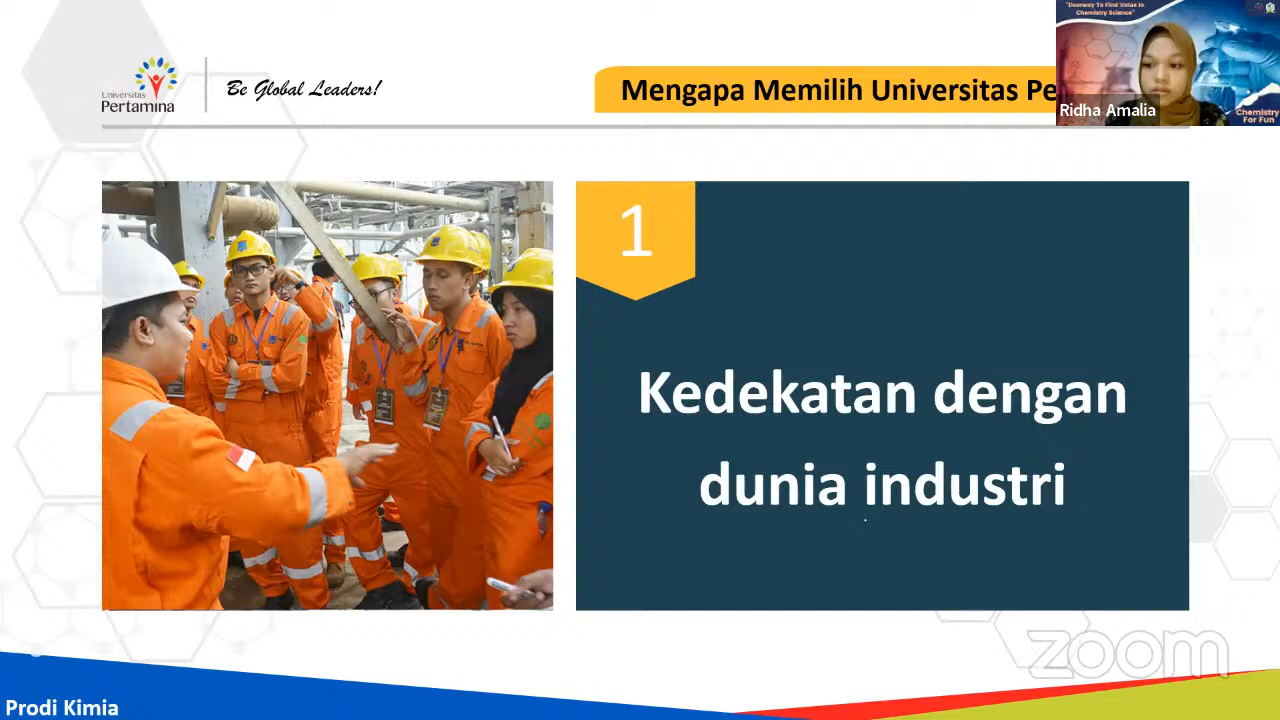 Universitas
Pertamina
Be Global Leaders!
Mengapa Memilih Universitas Pe
"Doorway To Find Value In
Chemistry Science"
Ridha Amalia
Chemistry
For Fun
1
Kedekatan dengan
dunia industri
zoom
Prodi Kimia